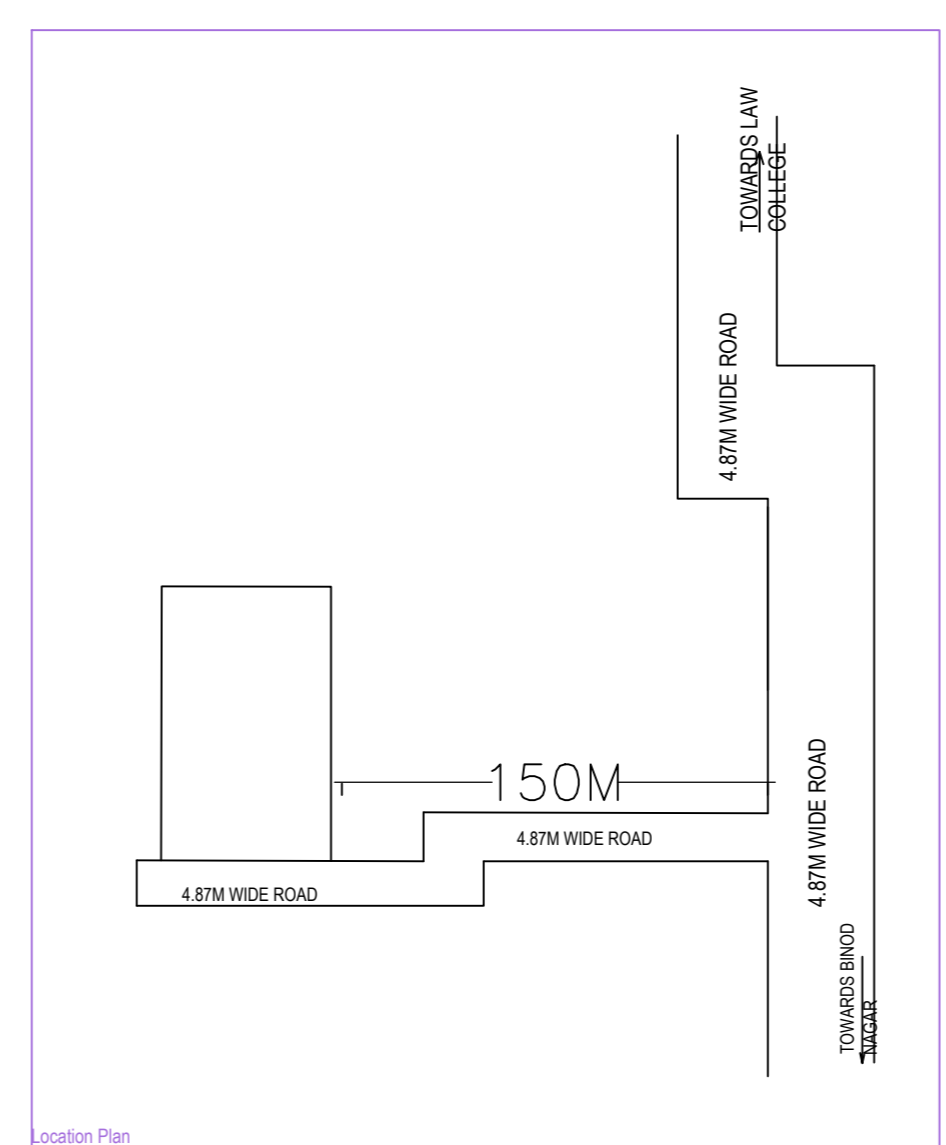 TOWARDS LAW
COLLEGE
4.87M WIDE ROAD
150M
4.87M WIDE ROAD
4.87M WIDE ROAD
4.87M WIDE ROAD
TOWARDS BINOD
NAGAR
Location Plan